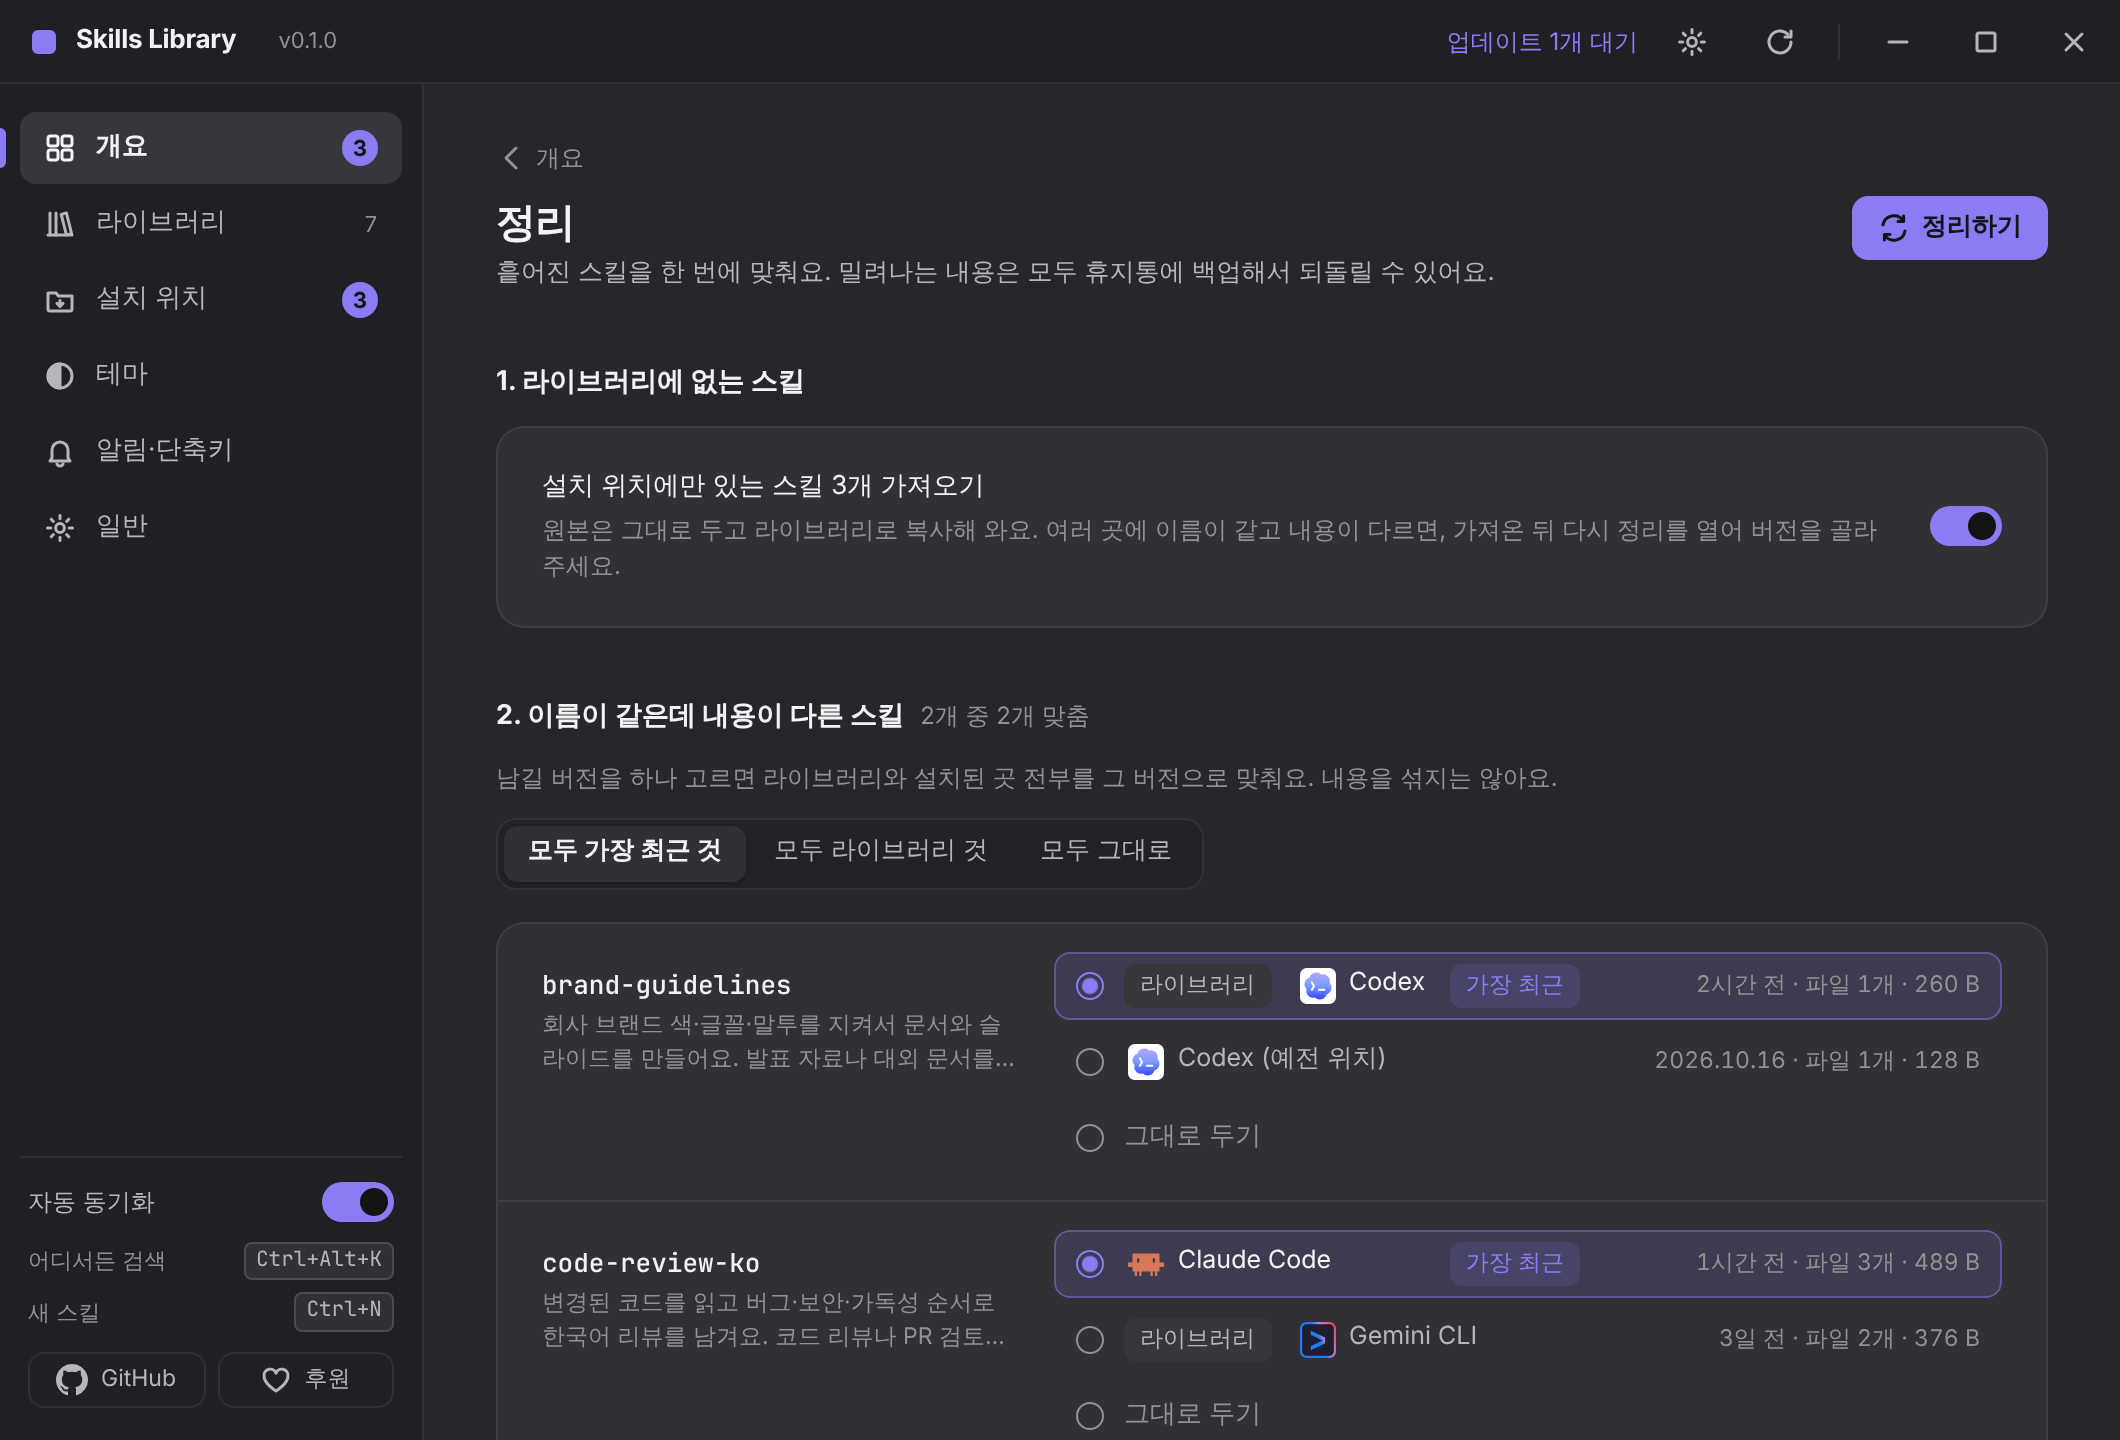 Skills Library v0.1.0
업데이트 1개 대기
개요 3
라이브러리 7
설치 위치 3
테마
알림·단축키
일반
자동 동기화
어디서든 검색 Ctrl+Alt+K
새 스킬 Ctrl+N
GitHub 후원
개요
정리
흩어진 스킬을 한 번에 맞춰요. 밀려나는 내용은 모두 휴지통에 백업해서 되돌릴 수 있어요.
정리하기
1. 라이브러리에 없는 스킬
설치 위치에만 있는 스킬 3개 가져오기
원본은 그대로 두고 라이브러리로 복사해 와요. 여러 곳에 이름이 같고 내용이 다르면, 가져온 뒤 다시 정리를 열어 버전을 골라
주세요.
2. 이름이 같은데 내용이 다른 스킬 2개 중 2개 맞춤
남길 버전을 하나 고르면 라이브러리와 설치된 곳 전부를 그 버전으로 맞춰요. 내용을 섞지는 않아요.
모두 가장 최근 것 모두 라이브러리 것 모두 그대로
brand-guidelines
회사 브랜드 색·글꼴·말투를 지켜서 문서와 슬
라이드를 만들어요. 발표 자료나 대외 문서를...
라이브러리 Codex 가장 최근 2시간 전 · 파일 1개 · 260 B
Codex (예전 위치) 2026.10.16 · 파일 1개 · 128 B
그대로 두기
code-review-ko
변경된 코드를 읽고 버그·보안·가독성 순서로
한국어 리뷰를 남겨요. 코드 리뷰나 PR 검토...
Claude Code 가장 최근 1시간 전 · 파일 3개 · 489 B
라이브러리 Gemini CLI 3일 전 · 파일 2개 · 376 B
그대로 두기